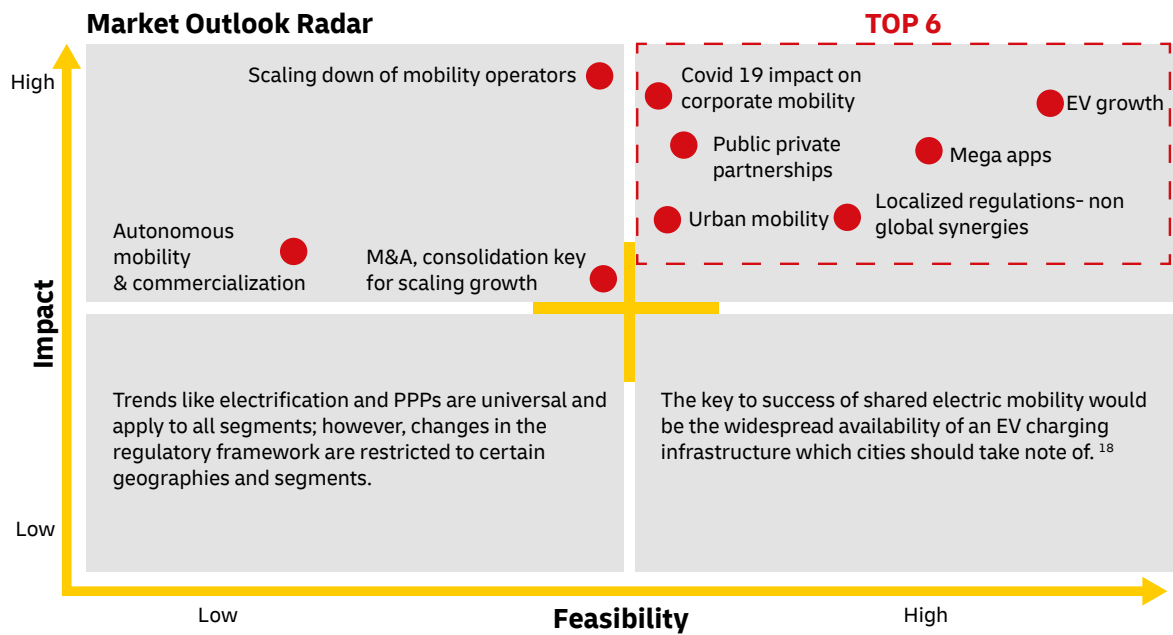 Market Outlook Radar
TOP 6
High
Scaling down of mobility operators
Covid 19 impact on
corporate mobility
EV growth
Public private
partnerships
Mega apps
Urban mobility
Localized regulations- non
global synergies
Autonomous
mobility
& commercialization
M&A, consolidation key
for scaling growth
Impact
Trends like electrification and PPPs are universal and
apply to all segments; however, changes in the
regulatory framework are restricted to certain
geographies and segments.
The key to success of shared electric mobility would
be the widespread availability of an EV charging
infrastructure which cities should take note of. 18
Low
Low
Feasibility
High